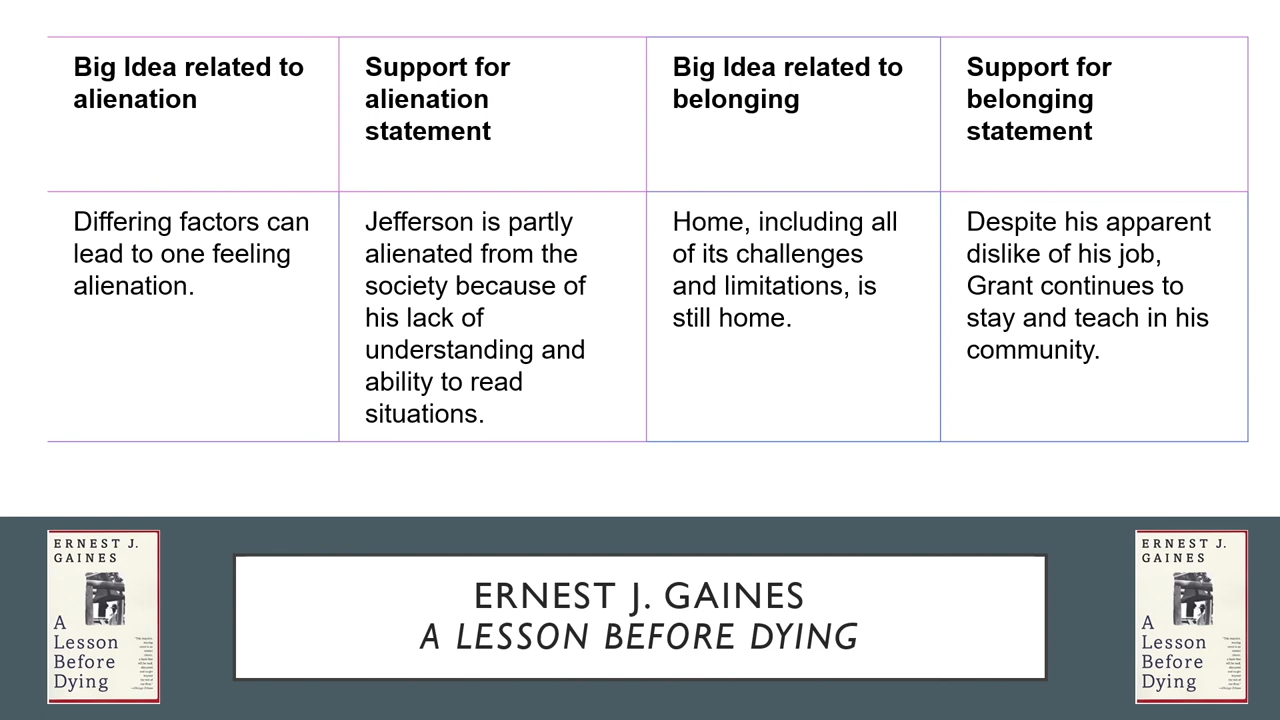 Big Idea related to
alienation
Support for
alienation
statement
Big Idea related to
belonging
Support for
belonging
statement
Differing factors can
lead to one feeling
alienation.
Jefferson is partly
alienated from the
society because of
his lack of
understanding and
ability to read
situations.
Home, including all
of its challenges
and limitations, is
still home.
Despite his apparent
dislike of his job,
Grant continues to
stay and teach in his
community.
ERNEST J.
GAINES
A
Lesson
Before
Dying
ERNEST J. GAINES
A LESSON BEFORE DYING
ERNEST J.
GAINES
A
Lesson
Before
Dying